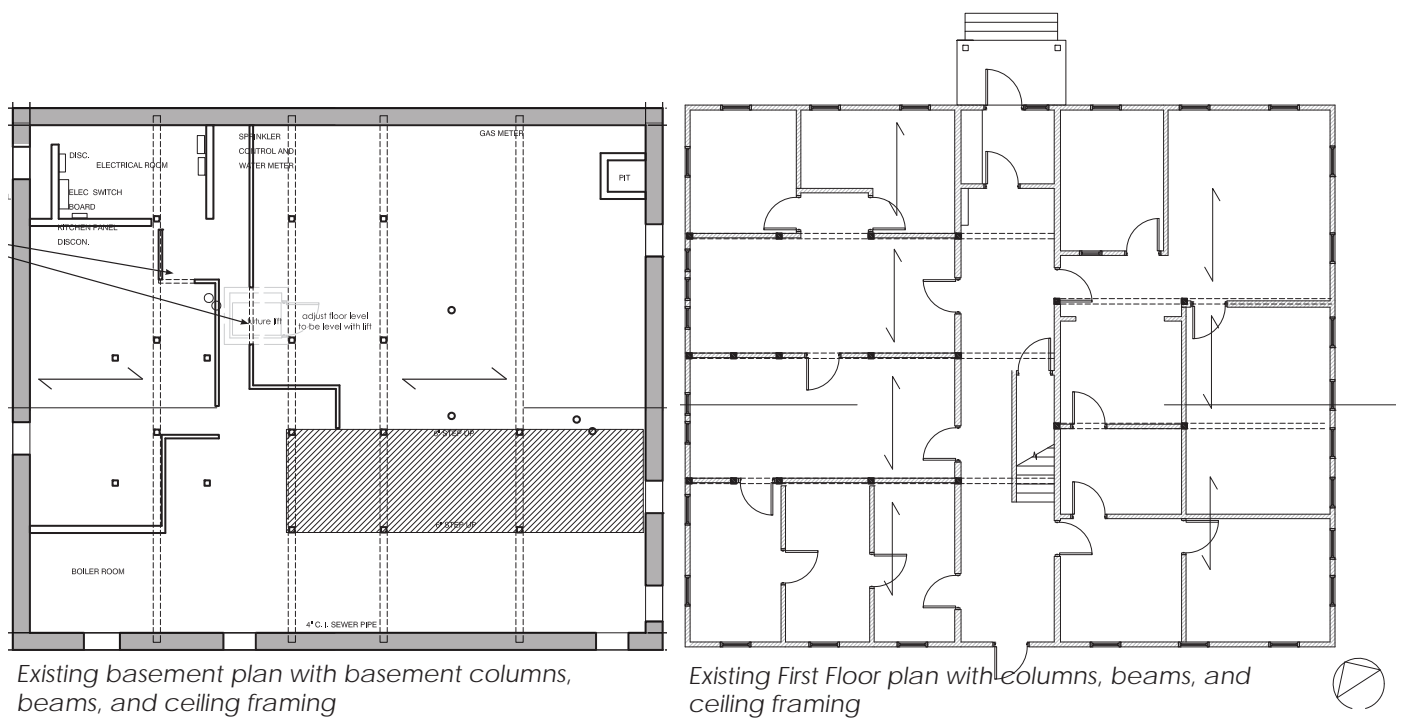 SPRINKLER
CONTROL AND
WATER METER
GAS METER
DISC.
ELECTRICAL ROOM
PIT
ELEC SWITCH
BOARD
KITCHEN PANEL
DISCON.
future lift
adjust floor level
to be level with lift
6" STEP UP
6" STEP UP
BOILER ROOM
4" C. I. SEWER PIPE
Existing basement plan with basement columns,
beams, and ceiling framing
Existing First Floor plan with columns, beams, and
ceiling framing